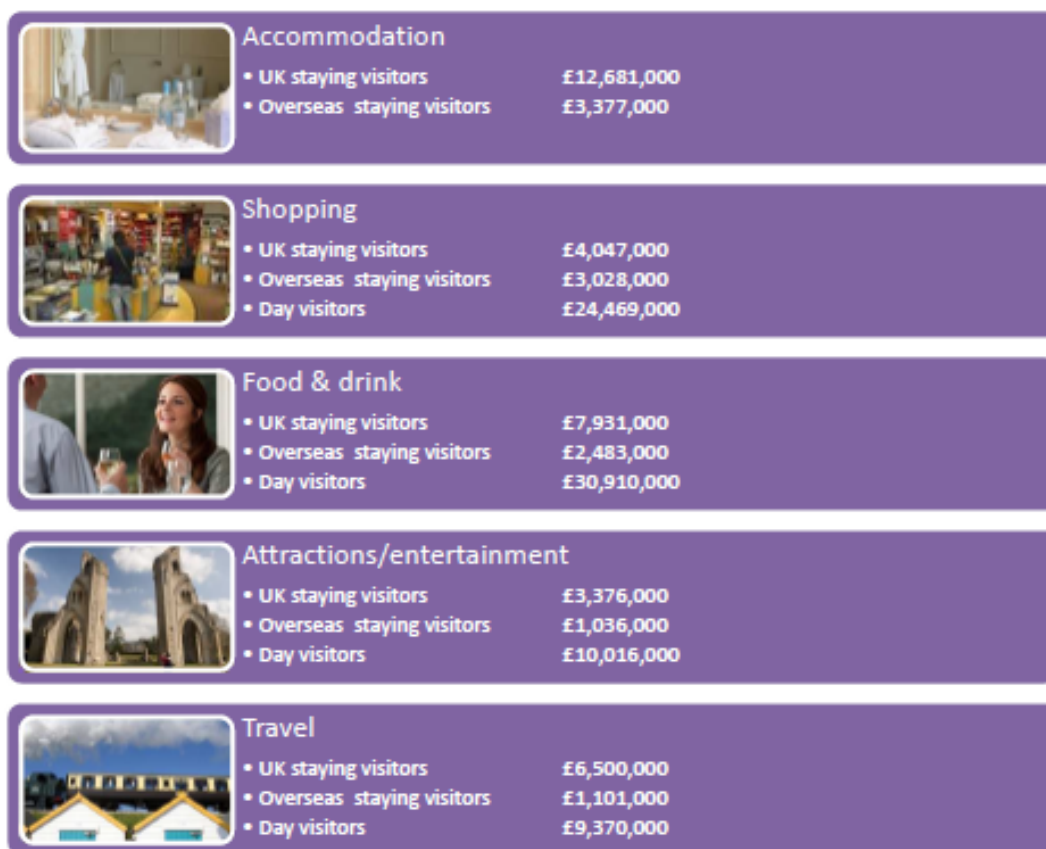 Accommodation
• UK staying visitors £12,681,000
• Overseas staying visitors £3,377,000
Shopping
• UK staying visitors £4,047,000
• Overseas staying visitors £3,028,000
• Day visitors £24,469,000
Food & drink
• UK staying visitors £7,931,000
• Overseas staying visitors £2,483,000
• Day visitors £30,910,000
Attractions/entertainment
• UK staying visitors £3,376,000
• Overseas staying visitors £1,036,000
• Day visitors £10,016,000
Travel
• UK staying visitors £6,500,000
• Overseas staying visitors £1,101,000
• Day visitors £9,370,000